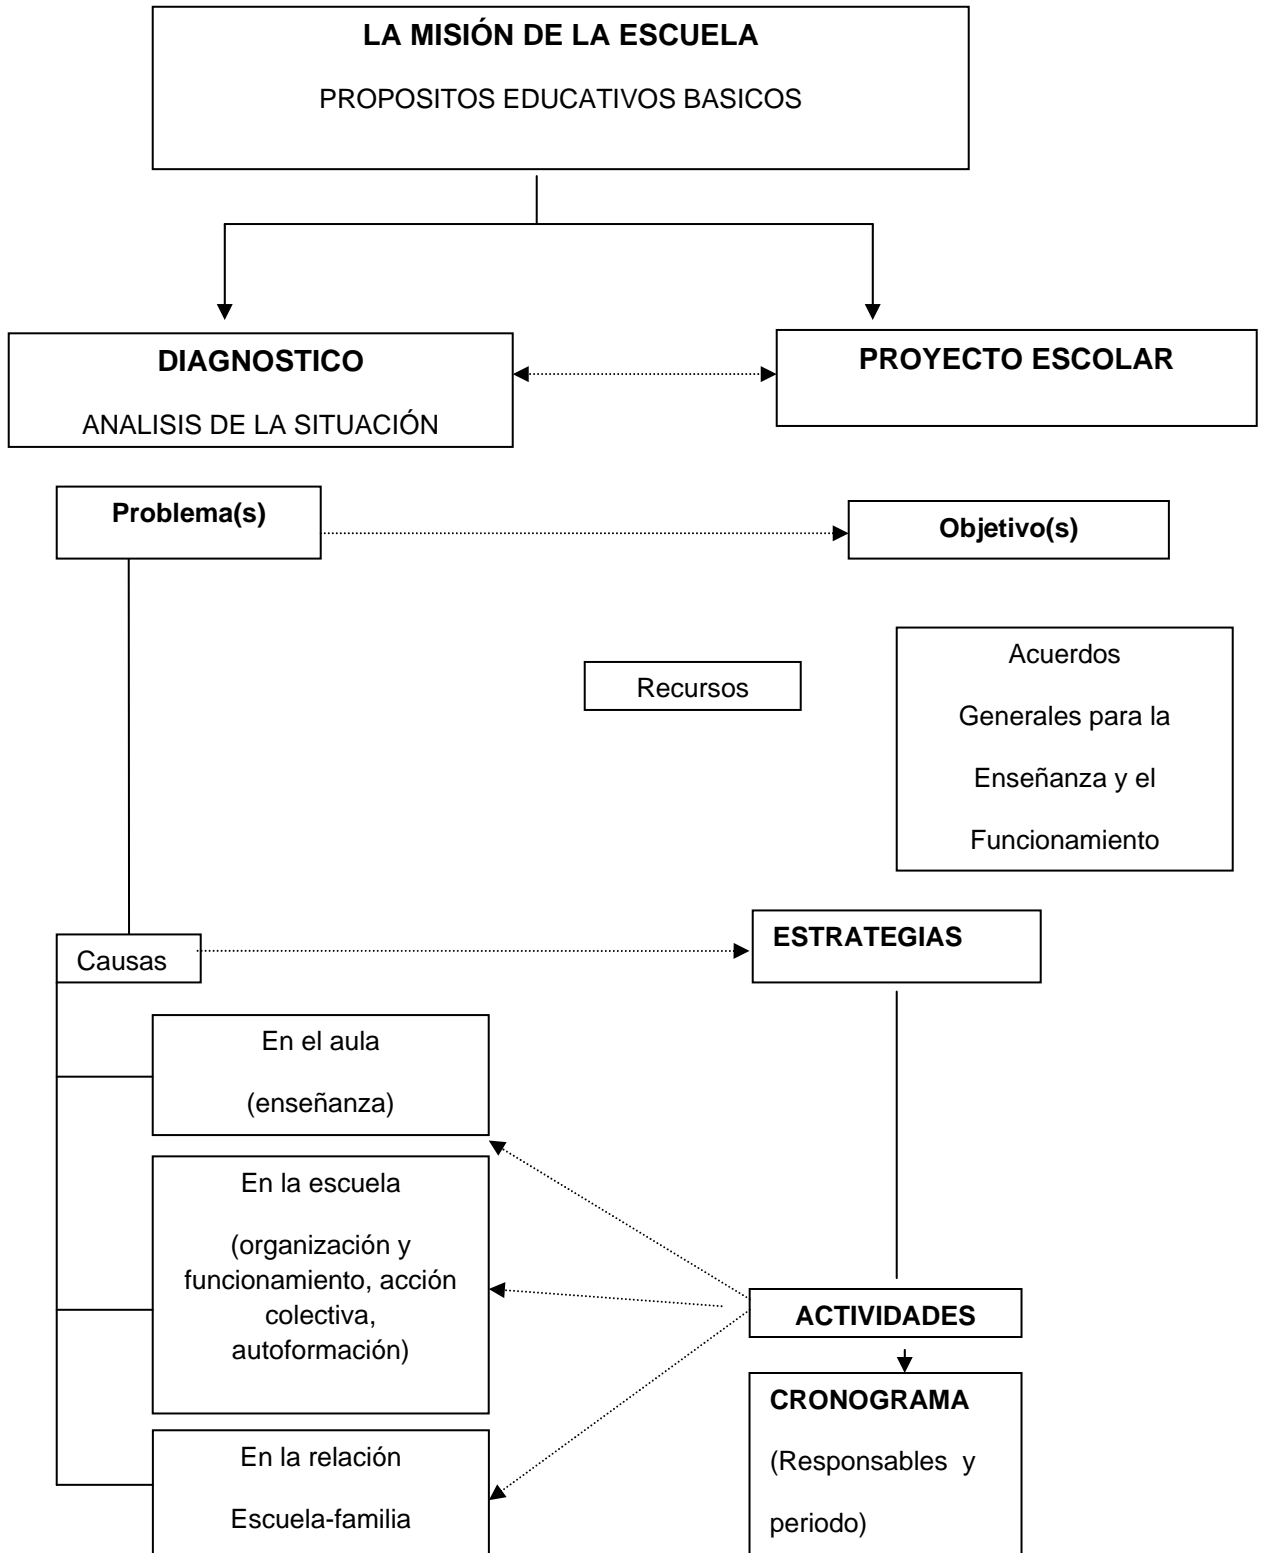 LA MISIÓN DE LA ESCUELA
PROPOSITOS EDUCATIVOS BASICOS
DIAGNOSTICO
ANALISIS DE LA SITUACIÓN
PROYECTO ESCOLAR
Problema(s)
Objetivo(s)
Recursos
Acuerdos
Generales para la
Enseñanza y el
Funcionamiento
Causas
ESTRATEGIAS
En el aula
(enseñanza)
En la escuela
(organización y
funcionamiento, acción
colectiva,
autoformación)
ACTIVIDADES
CRONOGRAMA
(Responsables y
periodo)
En la relación
Escuela-familia